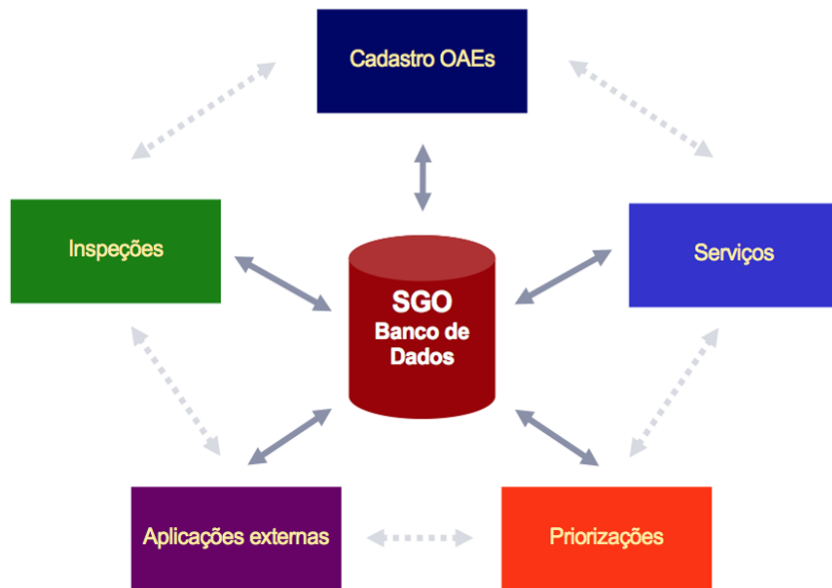 Cadastro OAEs
Inspeções
Serviços
SGO
Banco de
Dados
Aplicações externas
Priorizações